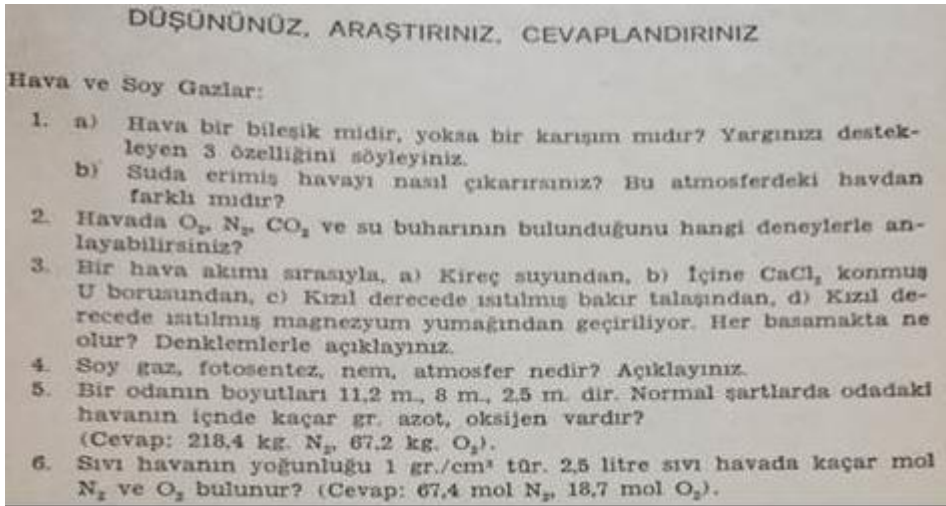 DÜŞÜNÜNÜZ, ARAŞTIRINIZ, CEVAPLANDIRINIZ
Hava ve Soy Gazlar:
1. a) Hava bir bileşik midir, yoksa bir karışım mıdır? Yargınızı destek-
leyen 3 özelliğini söyleyiniz.
b) Suda erimiş havayı nasıl çıkarırsınız? Bu atmosferdeki havdan
farklı mıdır?
2. Havada O₂, N₂, CO₂ ve su buharının bulunduğunu hangi deneylerle an-
layabilirsiniz?
3. Bir hava akımı sırasıyla, a) Kireç suyundan, b) İçine CaCl₂ konmuş
U borusundan, c) Kızıl derecede ısıtılmış bakır talaşından, d) Kızıl de-
recede ısıtılmış magnezyum yumağından geçiriliyor. Her basamakta ne
olur? Denklemlerle açıklayınız.
4. Soy gaz, fotosentez, nem, atmosfer nedir? Açıklayınız.
5. Bir odanın boyutları 11,2 m., 8 m., 2,5 m. dir. Normal şartlarda odadaki
havanın içnde kaçar gr. azot, oksijen vardır?
(Cevap: 218,4 kg. N₂, 67,2 kg. O₂).
6. Sıvı havanın yoğunluğu 1 gr./cm³ tür. 2,5 litre sıvı havada kaçar mol
N₂ ve O₂ bulunur? (Cevap: 67,4 mol N₂, 18,7 mol O₂).